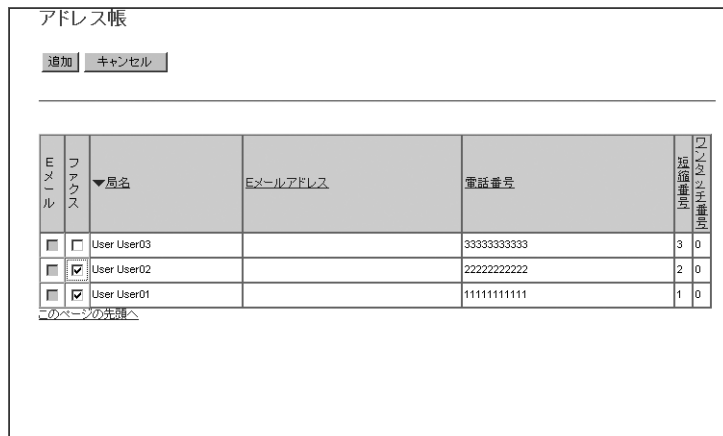 アドレス帳
追加 キャンセル
Eメール ファクス ▼局名 Eメールアドレス 電話番号 短縮番号 ワンタッチ番号
User User03 33333333333 3 0
User User02 22222222222 2 0
User User01 11111111111 1 0
このページの先頭へ